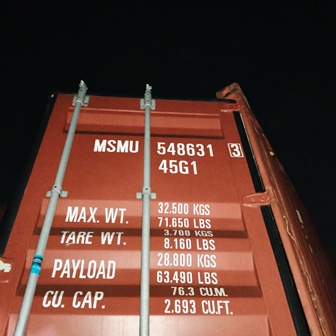 MSMU 548631 3
45G1
MAX. WT. 32.500 KGS
71.650 LBS
TARE WT. 3.700 KGS
8.160 LBS
PAYLOAD 28.800 KGS
63.490 LBS
CU. CAP. 76.3 CU.M.
2.693 CU.FT.